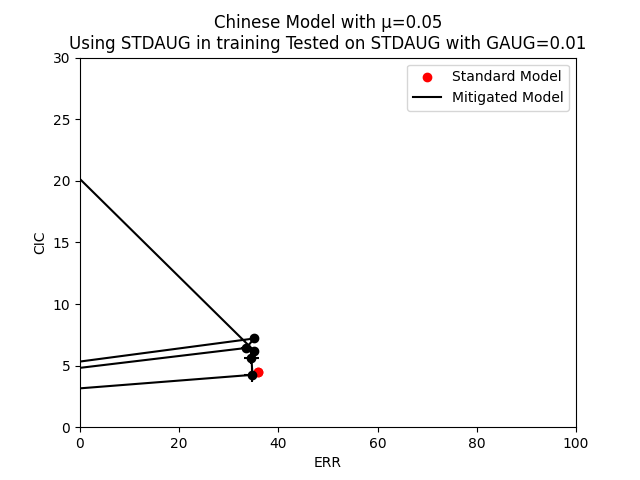 Chinese Model with µ=0.05
Using STDAUG in training Tested on STDAUG with GAUG=0.01
30
25
20
15
10
5
0
CIC
0 20 40 60 80 100
ERR
Standard Model
Mitigated Model